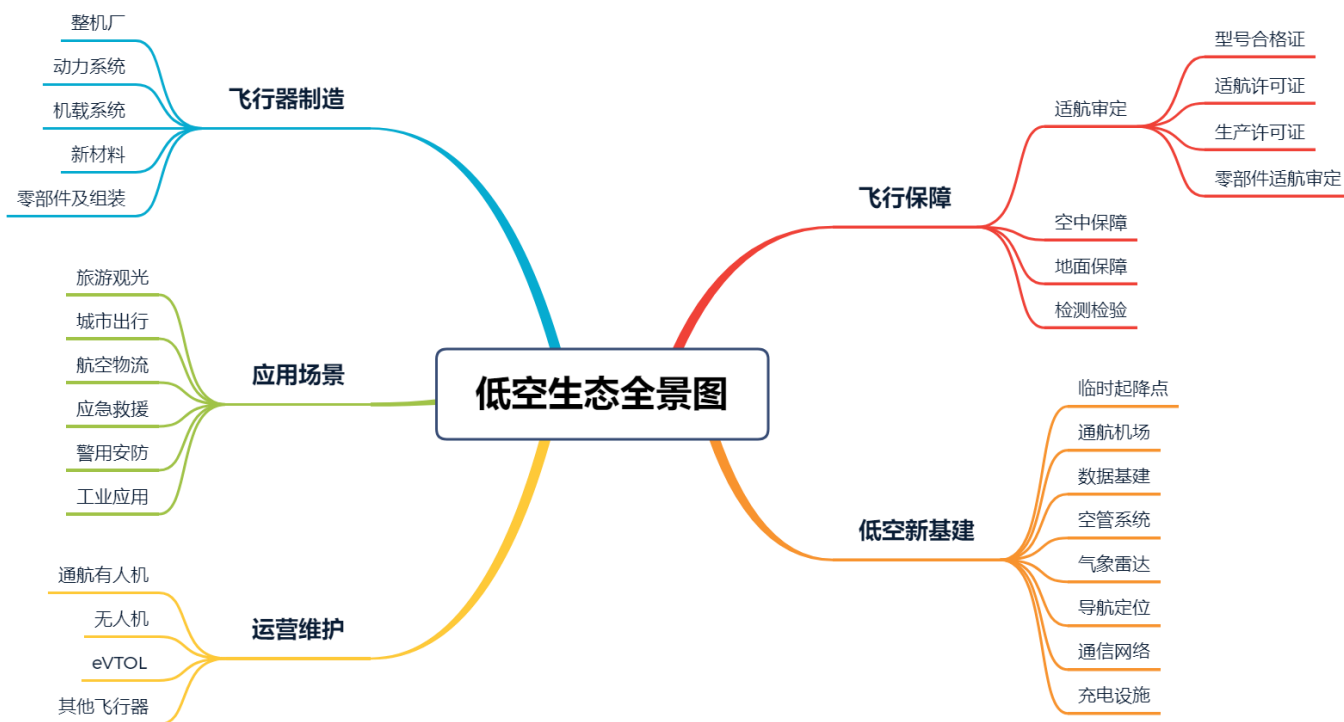 低空生态全景图
飞行器制造
整机厂
动力系统
机载系统
新材料
零部件及组装
应用场景
旅游观光
城市出行
航空物流
应急救援
警用安防
工业应用
运营维护
通航有人机
无人机
eVTOL
其他飞行器
飞行保障
适航审定
型号合格证
适航许可证
生产许可证
零部件适航审定
空中保障
地面保障
检测检验
低空新基建
临时起降点
通航机场
数据基建
空管系统
气象雷达
导航定位
通信网络
充电设施